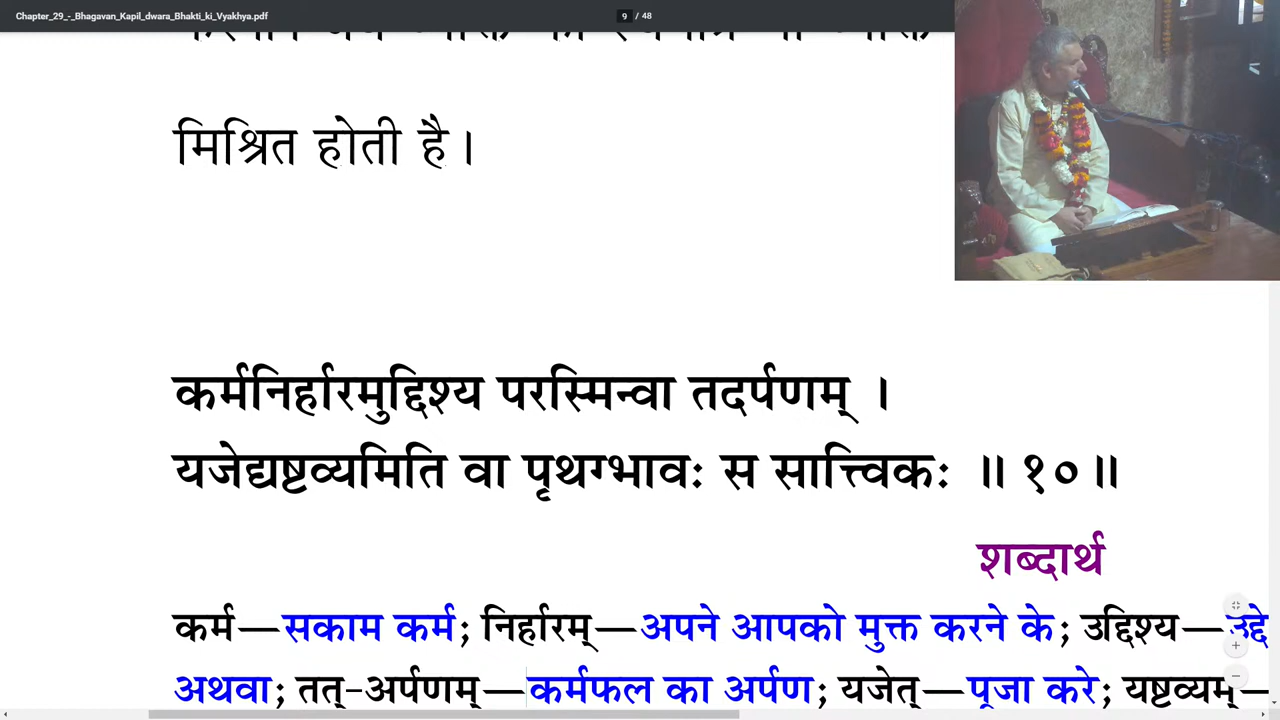 Chapter_29_-_Bhagavan_Kapil_dwara_Bhakti_ki_Vyakhya.pdf
9 / 48
मिश्रित होती है।
कर्मनिर्हारमुद्दिश्य परस्मिन्वा तदर्पणम् ।
यजेद्यष्टव्यमिति वा पृथग्भावः स सात्त्विकः ॥ १०॥
शब्दार्थ
कर्म—सकाम कर्म; निर्हारम्—अपने आपको मुक्त करने के; उद्दिश्य—
अथवा; तत्-अर्पणम्—कर्मफल का अर्पण; यजेत्—पूजा करे; यष्टव्यम्—